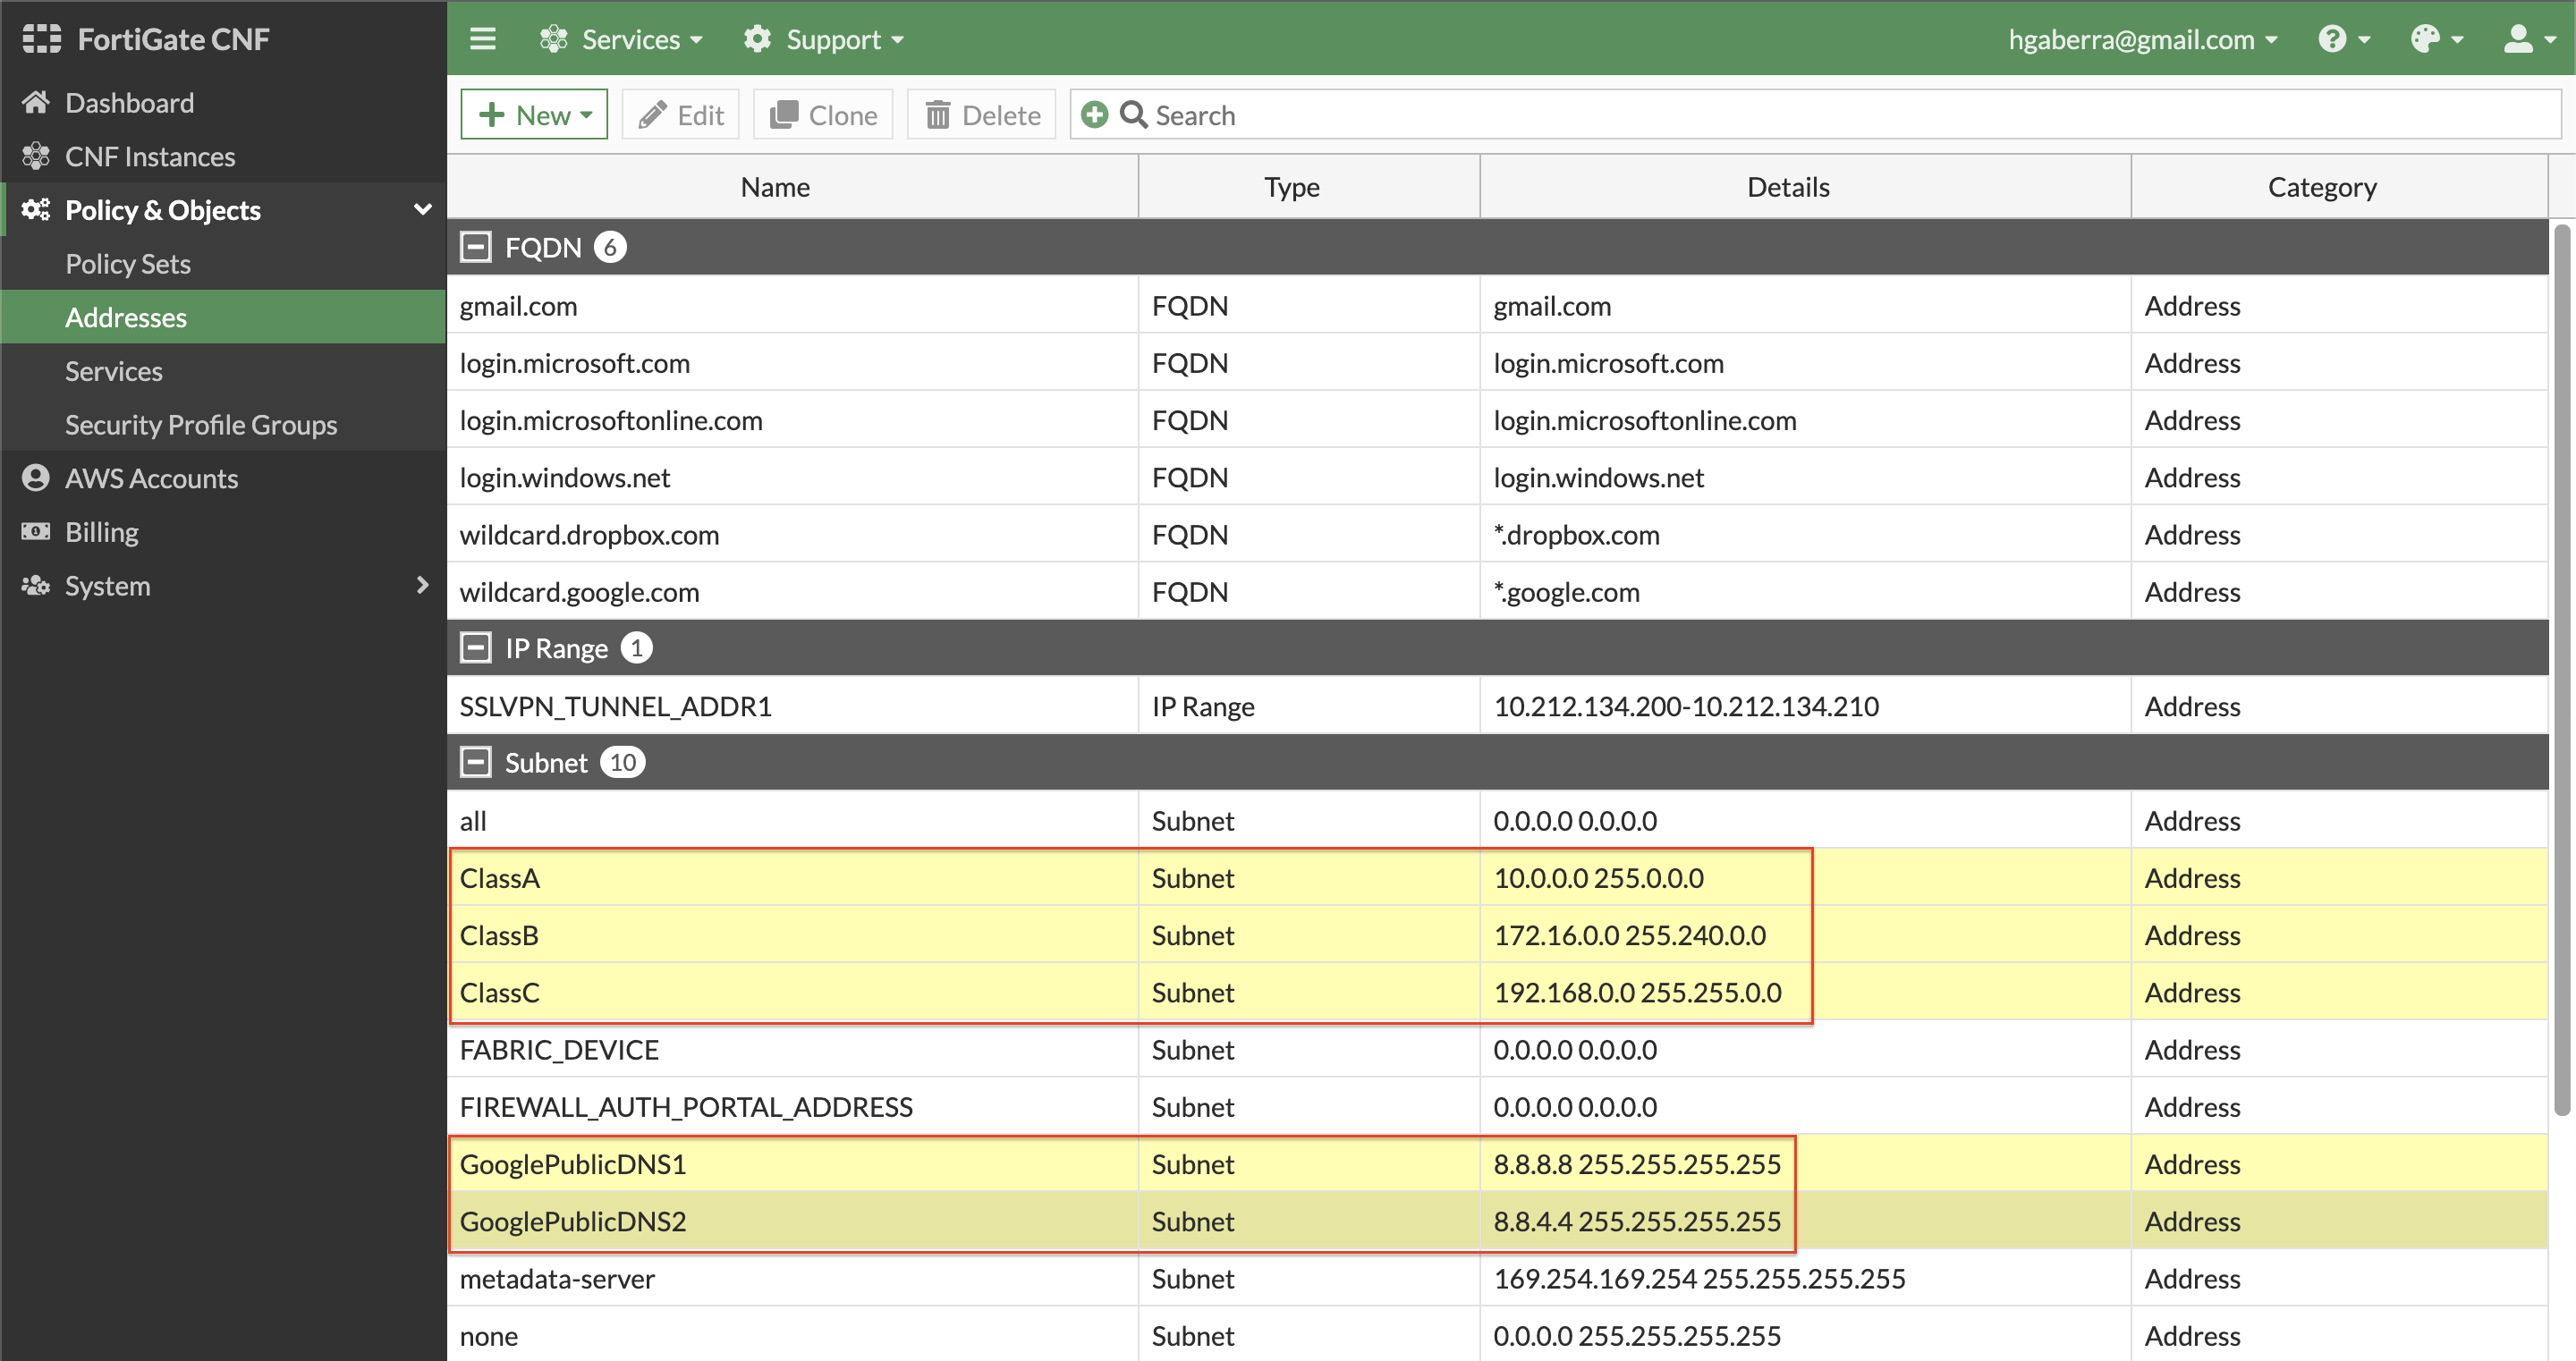 FortiGate CNF
Services
Support
hgaberra@gmail.com
Dashboard
CNF Instances
Policy & Objects
Policy Sets
Addresses
Services
Security Profile Groups
AWS Accounts
Billing
System
New
Edit
Clone
Delete
Search
Name Type Details Category
FQDN 6
gmail.com FQDN gmail.com Address
login.microsoft.com FQDN login.microsoft.com Address
login.microsoftonline.com FQDN login.microsoftonline.com Address
login.windows.net FQDN login.windows.net Address
wildcard.dropbox.com FQDN *.dropbox.com Address
wildcard.google.com FQDN *.google.com Address
IP Range 1
SSLVPN_TUNNEL_ADDR1 IP Range 10.212.134.200-10.212.134.210 Address
Subnet 10
all Subnet 0.0.0.0 0.0.0.0 Address
ClassA Subnet 10.0.0.0 255.0.0.0 Address
ClassB Subnet 172.16.0.0 255.240.0.0 Address
ClassC Subnet 192.168.0.0 255.255.0.0 Address
FABRIC_DEVICE Subnet 0.0.0.0 0.0.0.0 Address
FIREWALL_AUTH_PORTAL_ADDRESS Subnet 0.0.0.0 0.0.0.0 Address
GooglePublicDNS1 Subnet 8.8.8.8 255.255.255.255 Address
GooglePublicDNS2 Subnet 8.8.4.4 255.255.255.255 Address
metadata-server Subnet 169.254.169.254 255.255.255.255 Address
none Subnet 0.0.0.0 255.255.255.255 Address